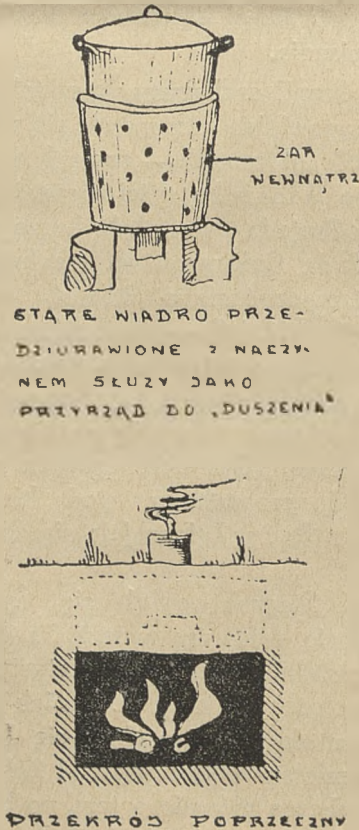 ŻAR
WEWNĄTRZ
STARE WIADRO PRZE-
DZIURAWIONE Z NACZY-
NEM SŁUŻY JAKO
PRZYRZĄD DO „DUSZENIA"
PRZEKRÓJ POPRZECZNY